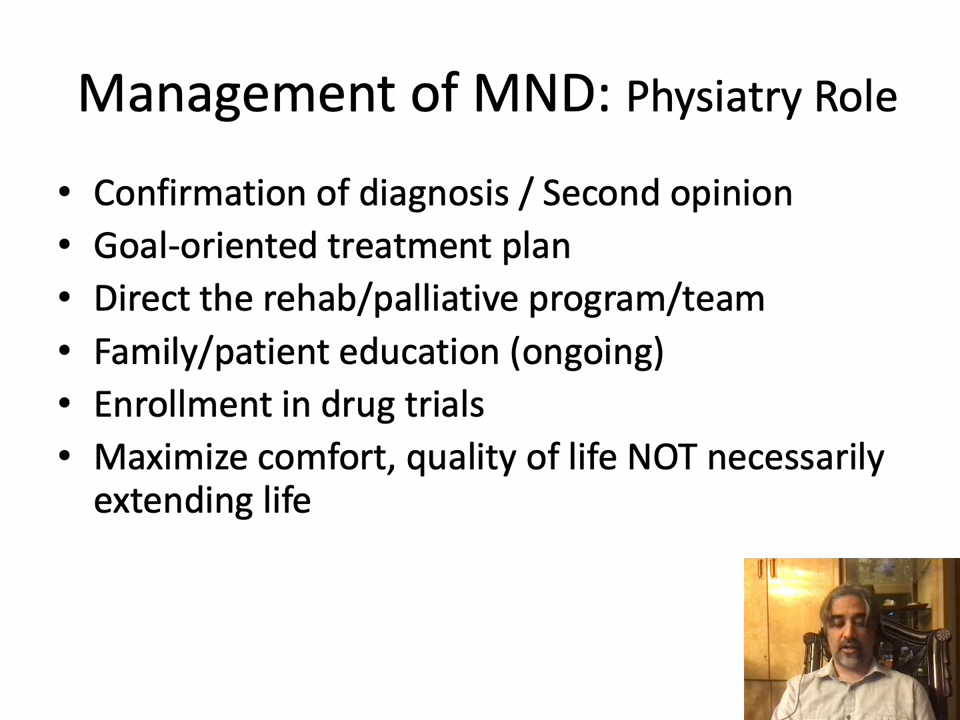 Management of MND: Physiatry Role
• Confirmation of diagnosis / Second opinion
• Goal-oriented treatment plan
• Direct the rehab/palliative program/team
• Family/patient education (ongoing)
• Enrollment in drug trials
• Maximize comfort, quality of life NOT necessarily
extending life